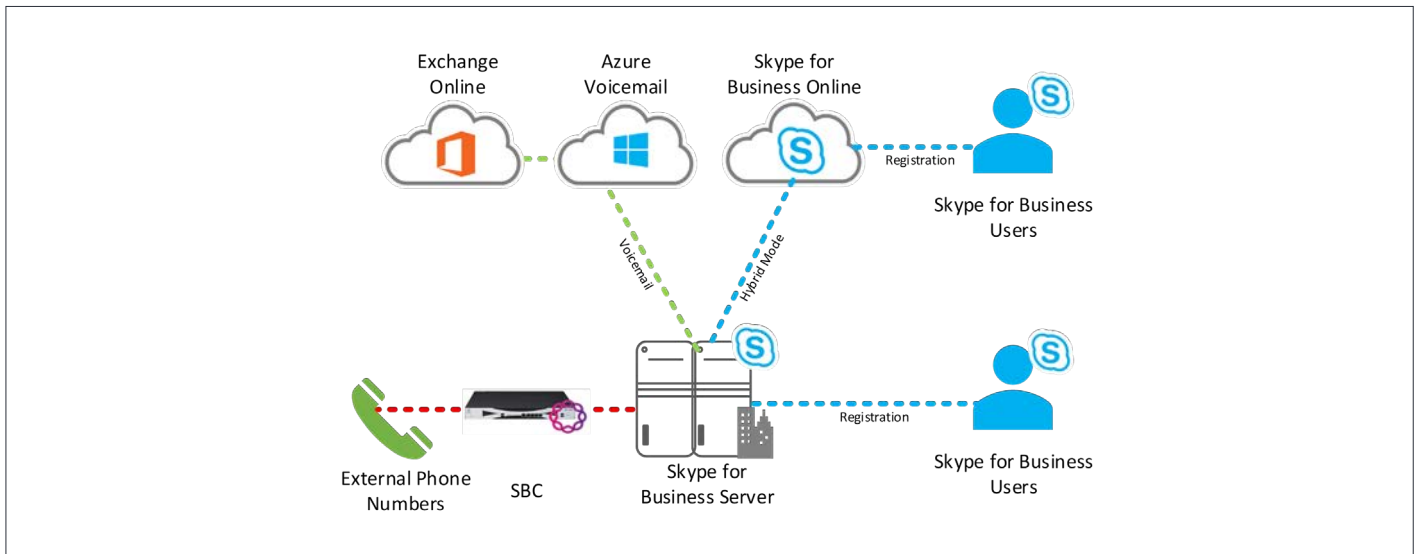 Exchange
Online
Azure
Voicemail
Skype for
Business Online
Registration
Skype for Business
Users
Voicemail
Hybrid Mode
External Phone
Numbers
SBC
Skype for
Business Server
Registration
Skype for Business
Users